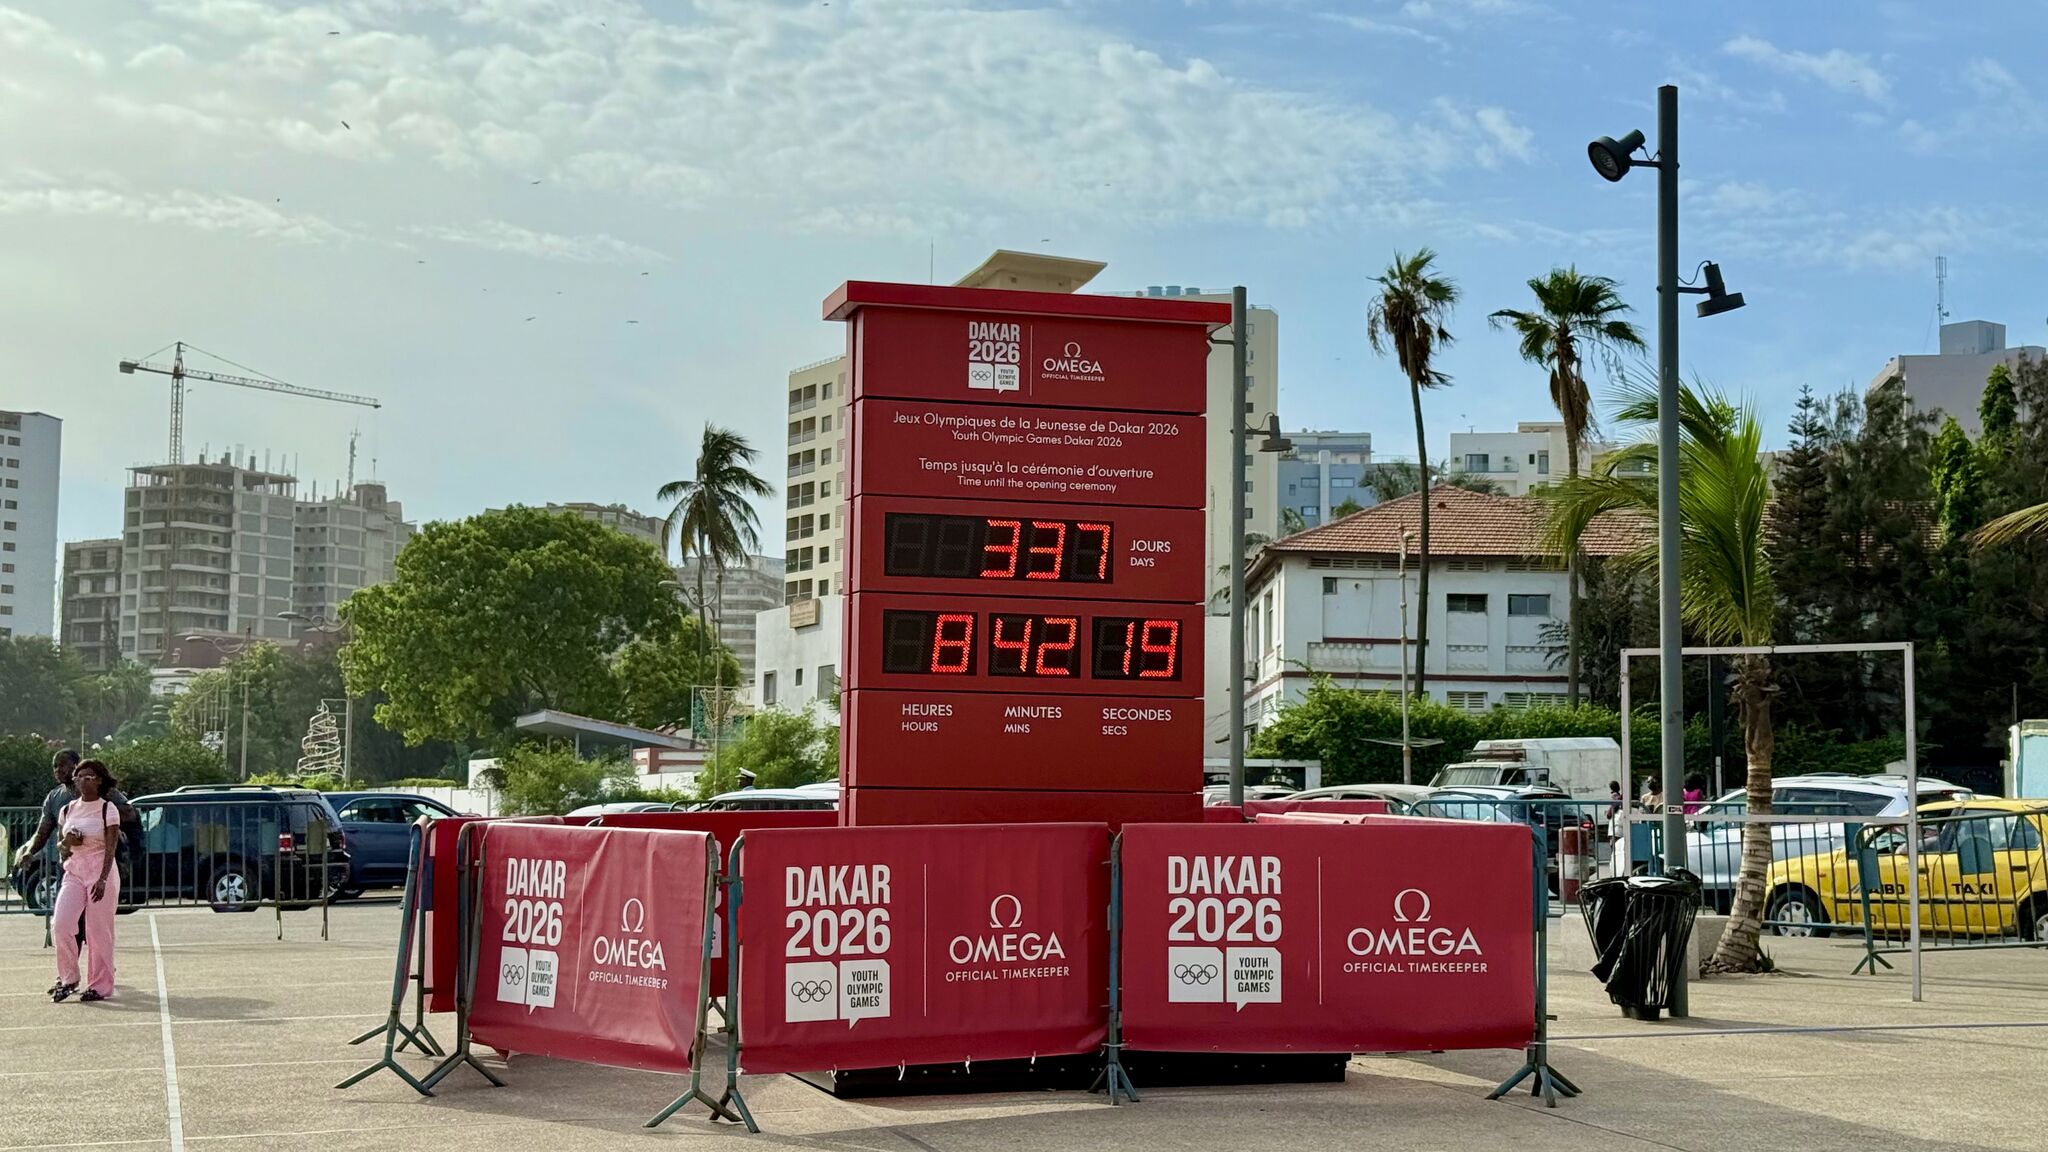 DAKAR
2026
YOUTH
OLYMPIC
GAMES
OMEGA
OFFICIAL TIMEKEEPER
Jeux Olympiques de la Jeunesse de Dakar 2026
Youth Olympic Games Dakar 2026
Temps jusqu'à la cérémonie d'ouverture
Time until the opening ceremony
337
JOURS
DAYS
8 42 19
HEURES MINUTES SECONDES
HOURS MINS SECS
DAKAR
2026
YOUTH
OLYMPIC
GAMES
OMEGA
OFFICIAL TIMEKEEPER
DAKAR
2026
YOUTH
OLYMPIC
GAMES
OMEGA
OFFICIAL TIMEKEEPER
DAKAR
2026
YOUTH
OLYMPIC
GAMES
OMEGA
OFFICIAL TIMEKEEPER
TAXI